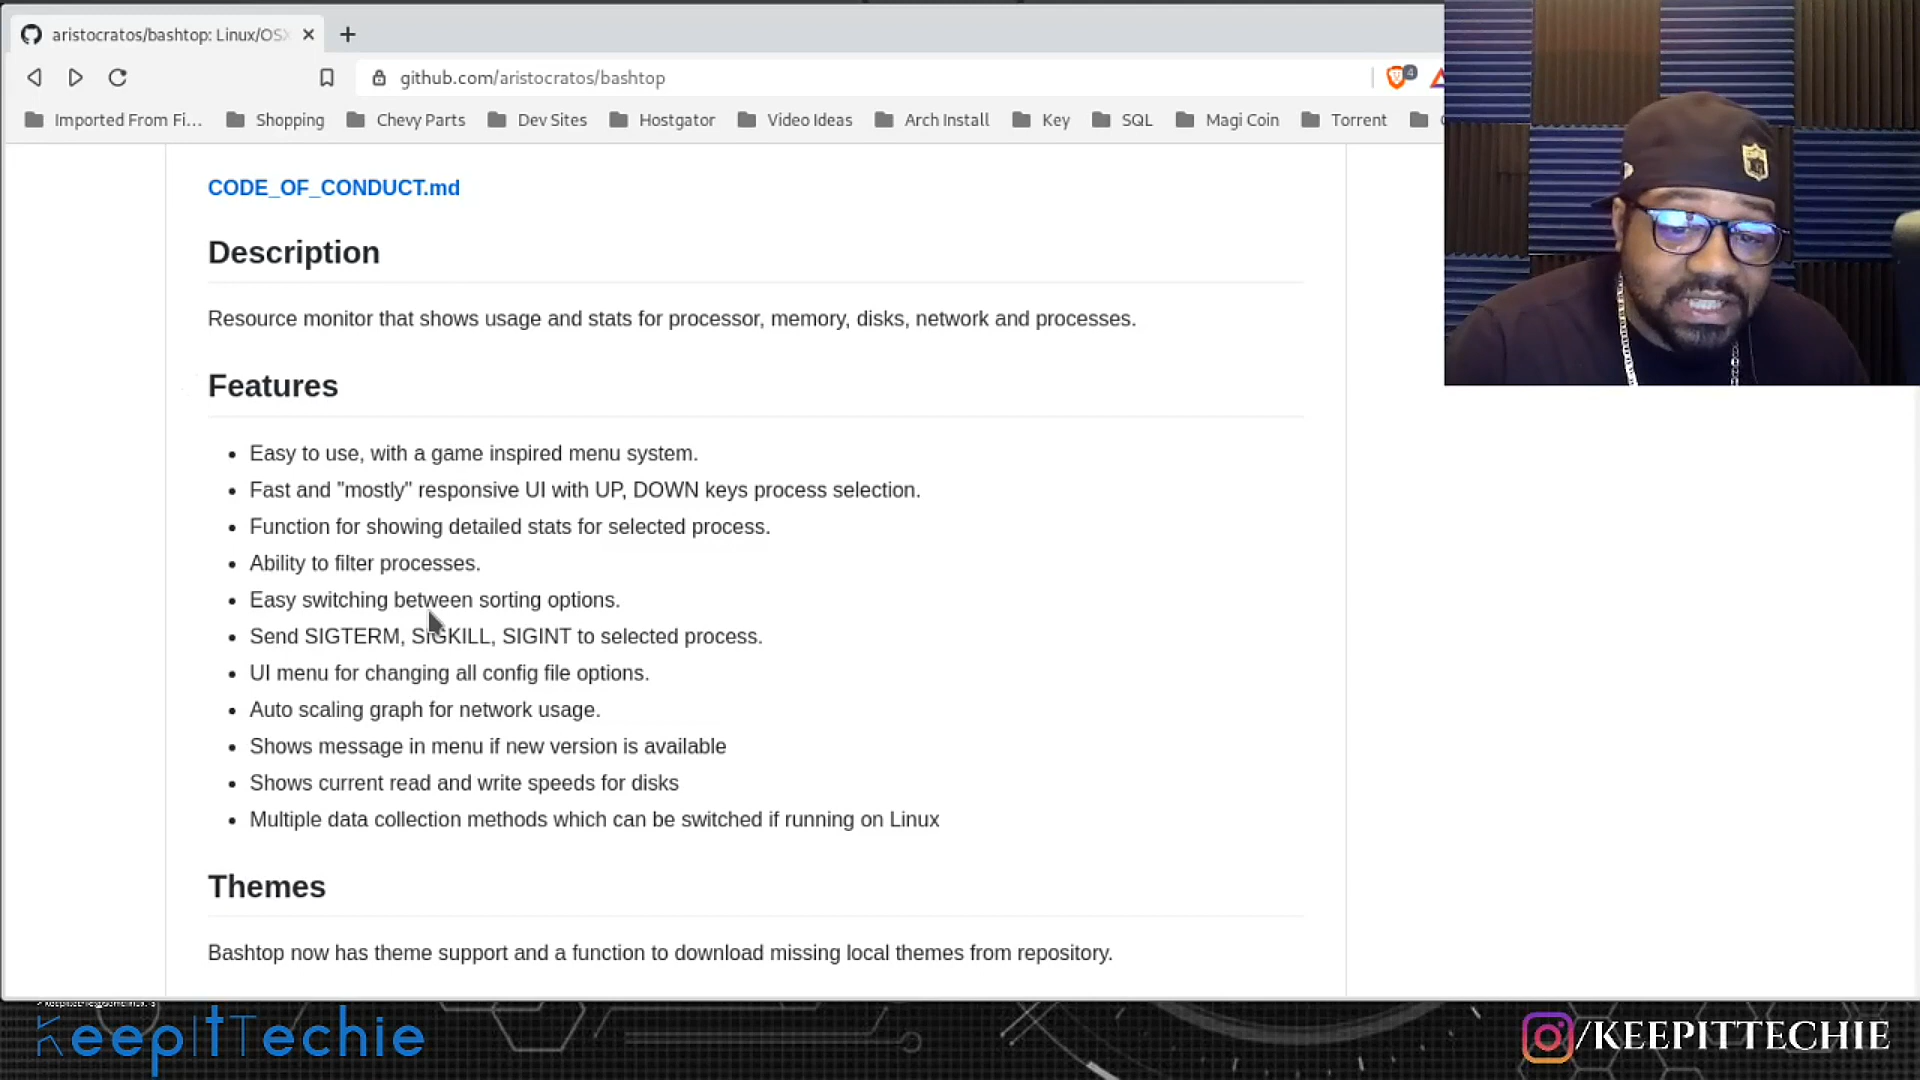 aristocratos/bashtop: Linux/OSX
github.com/aristocratos/bashtop
4
Imported From Fi...
Shopping
Chevy Parts
Dev Sites
Hostgator
Video Ideas
Arch Install
Key
SQL
Magi Coin
Torrent
CODE_OF_CONDUCT.md
Description
Resource monitor that shows usage and stats for processor, memory, disks, network and processes.
Features
• Easy to use, with a game inspired menu system.
• Fast and "mostly" responsive UI with UP, DOWN keys process selection.
• Function for showing detailed stats for selected process.
• Ability to filter processes.
• Easy switching between sorting options.
• Send SIGTERM, SIGKILL, SIGINT to selected process.
• UI menu for changing all config file options.
• Auto scaling graph for network usage.
• Shows message in menu if new version is available
• Shows current read and write speeds for disks
• Multiple data collection methods which can be switched if running on Linux
Themes
Bashtop now has theme support and a function to download missing local themes from repository.
KeepItTechie
/KEEPITTECHIE